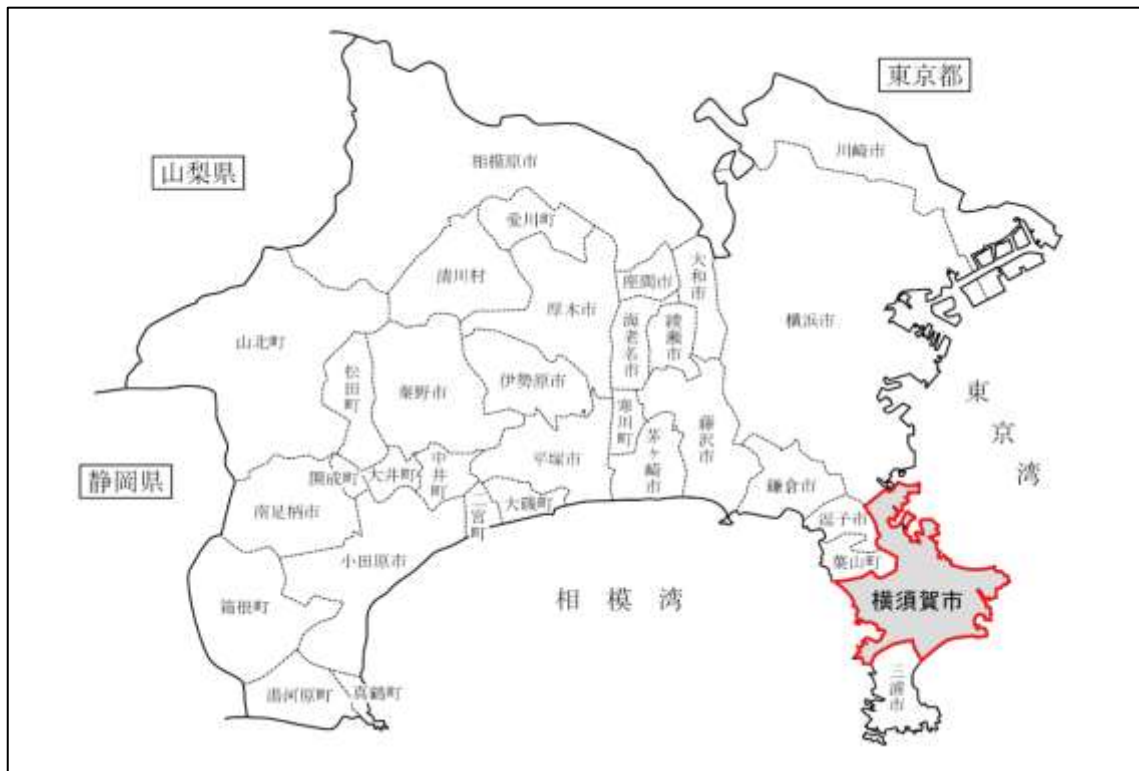 東京都
川崎市
山梨県
相模原市
愛川町
清川村
座間市
大和市
厚木市
横浜市
山北町
海老名市
綾瀬市
松田町
秦野市
伊勢原市
寒川町
茅ヶ崎市
藤沢市
東京湾
静岡県
開成町
大井町
中井町
平塚市
鎌倉市
南足柄市
二宮町
大磯町
逗子市
小田原市
葉山町
箱根町
相模湾
横須賀市
三浦市
湯河原町
真鶴町